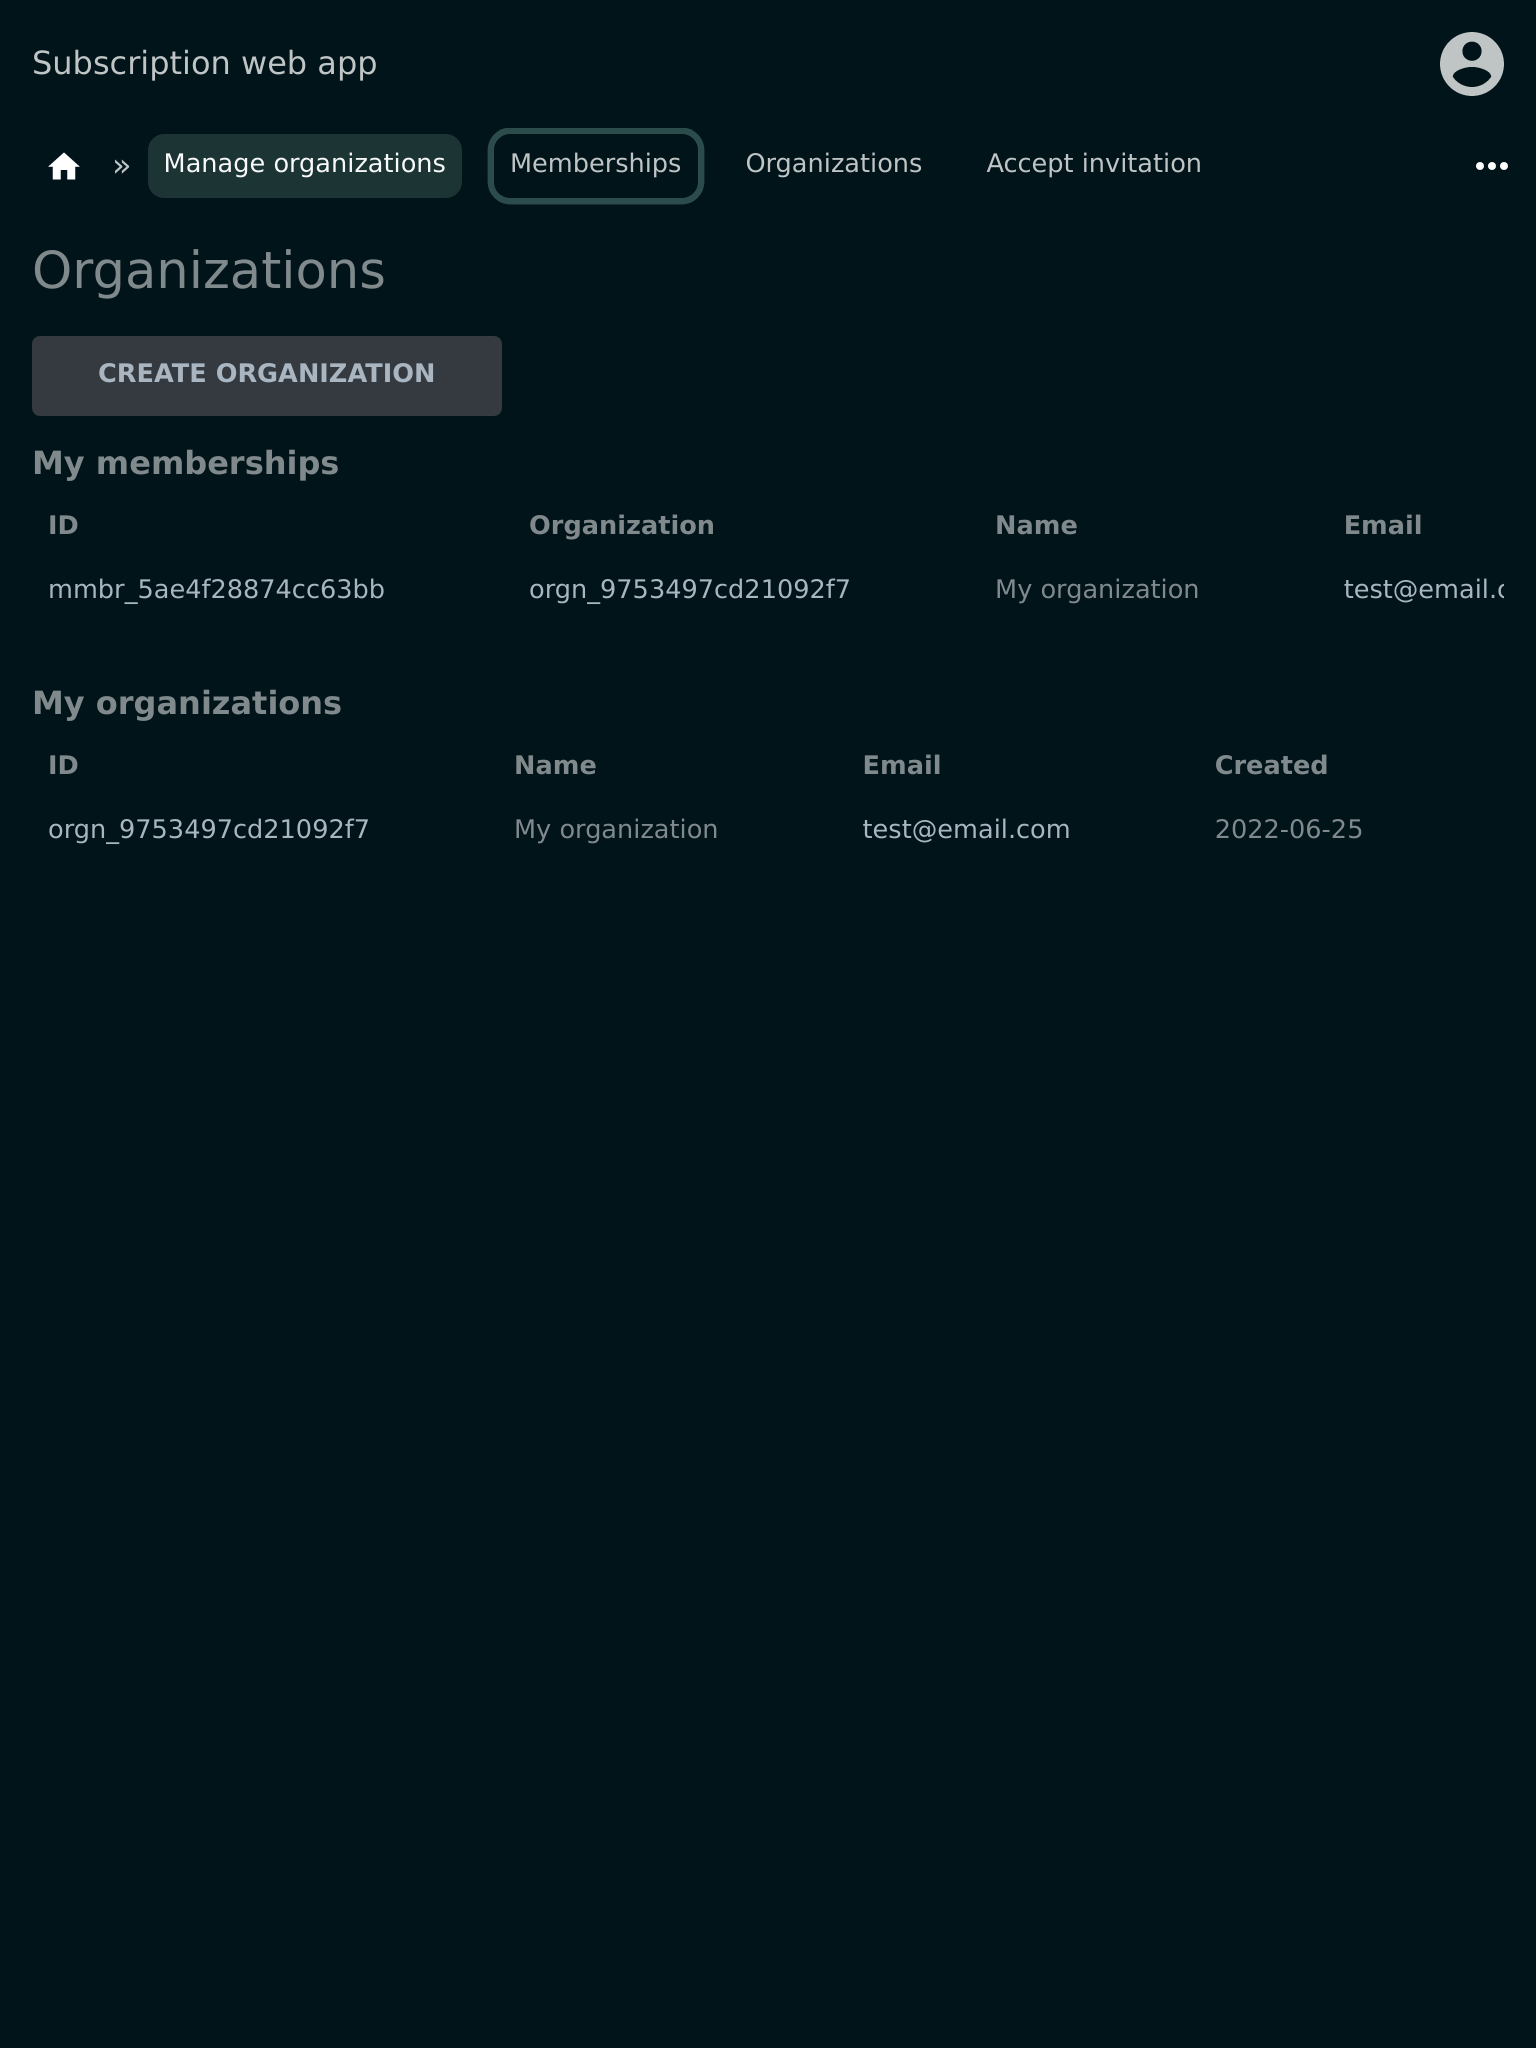 Subscription web app
» Manage organizations Memberships Organizations Accept invitation
Organizations
CREATE ORGANIZATION
My memberships
ID Organization Name Email
mmbr_5ae4f28874cc63bb orgn_9753497cd21092f7 My organization test@email.c
My organizations
ID Name Email Created
orgn_9753497cd21092f7 My organization test@email.com 2022-06-25